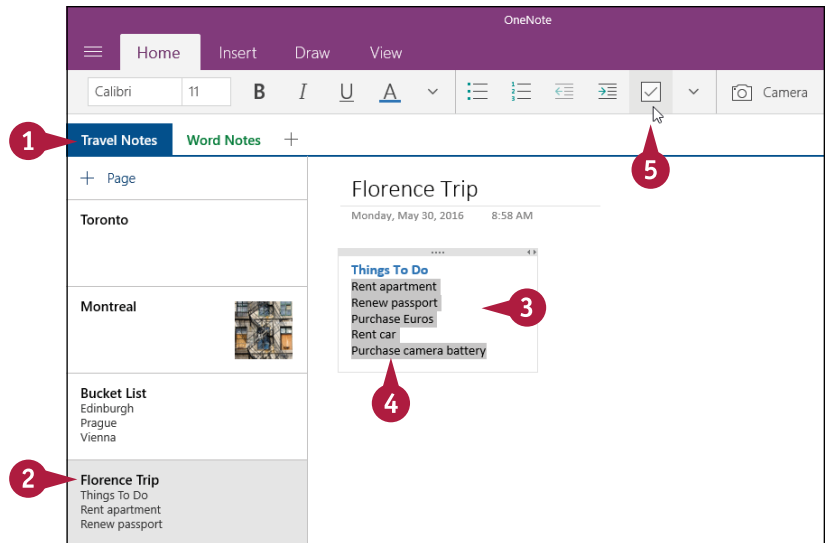 OneNote
Home Insert Draw View
Calibri 11 B I U A Camera
1 Travel Notes Word Notes +
5
+ Page
Toronto
Montreal
Bucket List
Edinburgh
Prague
Vienna
2 Florence Trip
Things To Do
Rent apartment
Renew passport
Florence Trip
Monday, May 30, 2016 8:58 AM
Things To Do
Rent apartment
Renew passport
Purchase Euros
Rent car
Purchase camera battery
3
4